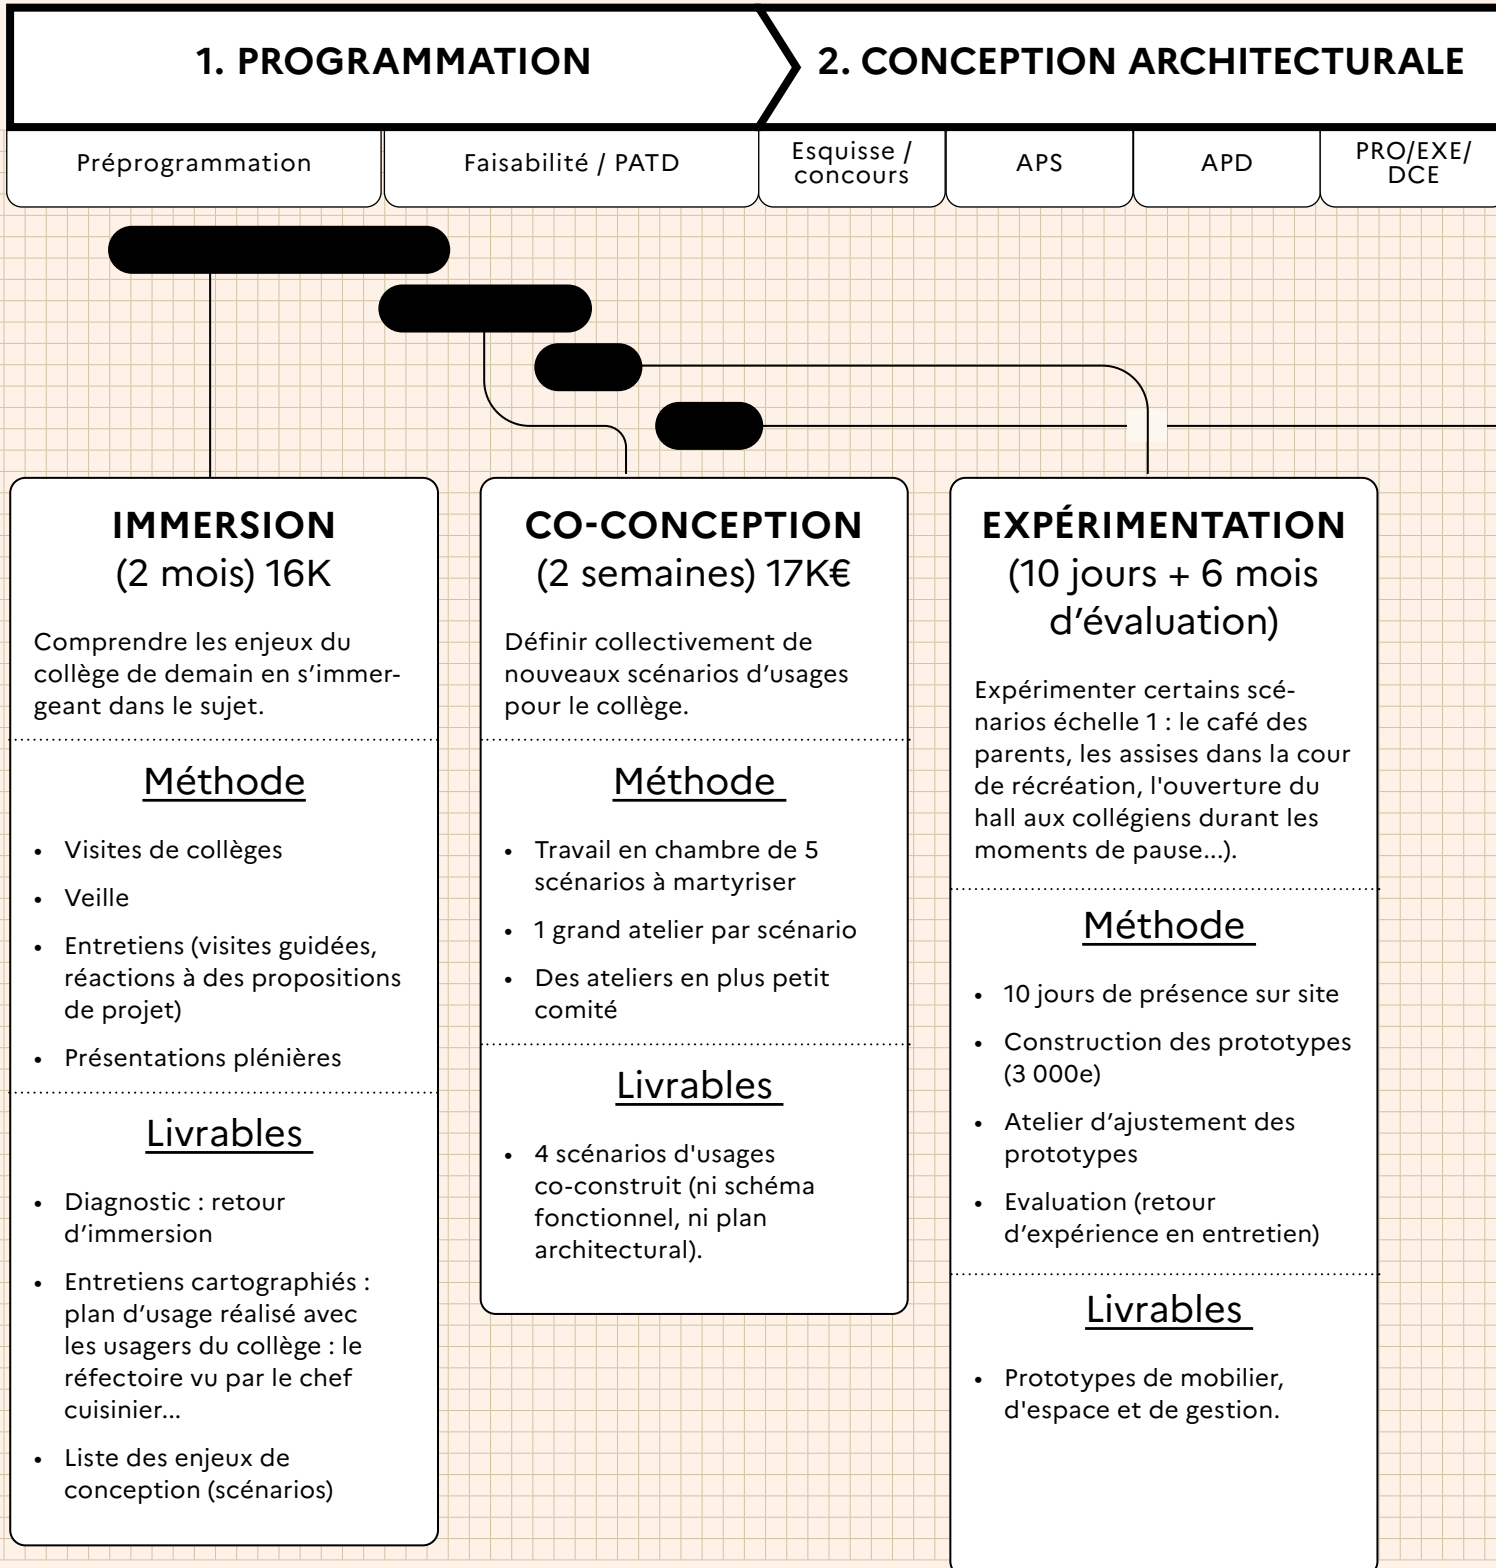 1. PROGRAMMATION
2. CONCEPTION ARCHITECTURALE
Préprogrammation
Faisabilité / PATD
Esquisse /
concours
APS
APD
PRO/EXE/
DCE
IMMERSION
(2 mois) 16K
Comprendre les enjeux du
collège de demain en s’immer-
geant dans le sujet.
Méthode
• Visites de collèges
• Veille
• Entretiens (visites guidées,
réactions à des propositions
de projet)
• Présentations plénières
Livrables
• Diagnostic : retour
d’immersion
• Entretiens cartographiés :
plan d’usage réalisé avec
les usagers du collège : le
réfectoire vu par le chef
cuisinier...
• Liste des enjeux de
conception (scénarios)
CO-CONCEPTION
(2 semaines) 17K€
Définir collectivement de
nouveaux scénarios d’usages
pour le collège.
Méthode
• Travail en chambre de 5
scénarios à martyriser
• 1 grand atelier par scénario
• Des ateliers en plus petit
comité
Livrables
• 4 scénarios d'usages
co-construit (ni schéma
fonctionnel, ni plan
architectural).
EXPÉRIMENTATION
(10 jours + 6 mois
d’évaluation)
Expérimenter certains scé-
narios échelle 1 : le café des
parents, les assises dans la cour
de récréation, l'ouverture du
hall aux collégiens durant les
moments de pause...).
Méthode
• 10 jours de présence sur site
• Construction des prototypes
(3 000e)
• Atelier d’ajustement des
prototypes
• Evaluation (retour
d’expérience en entretien)
Livrables
• Prototypes de mobilier,
d'espace et de gestion.